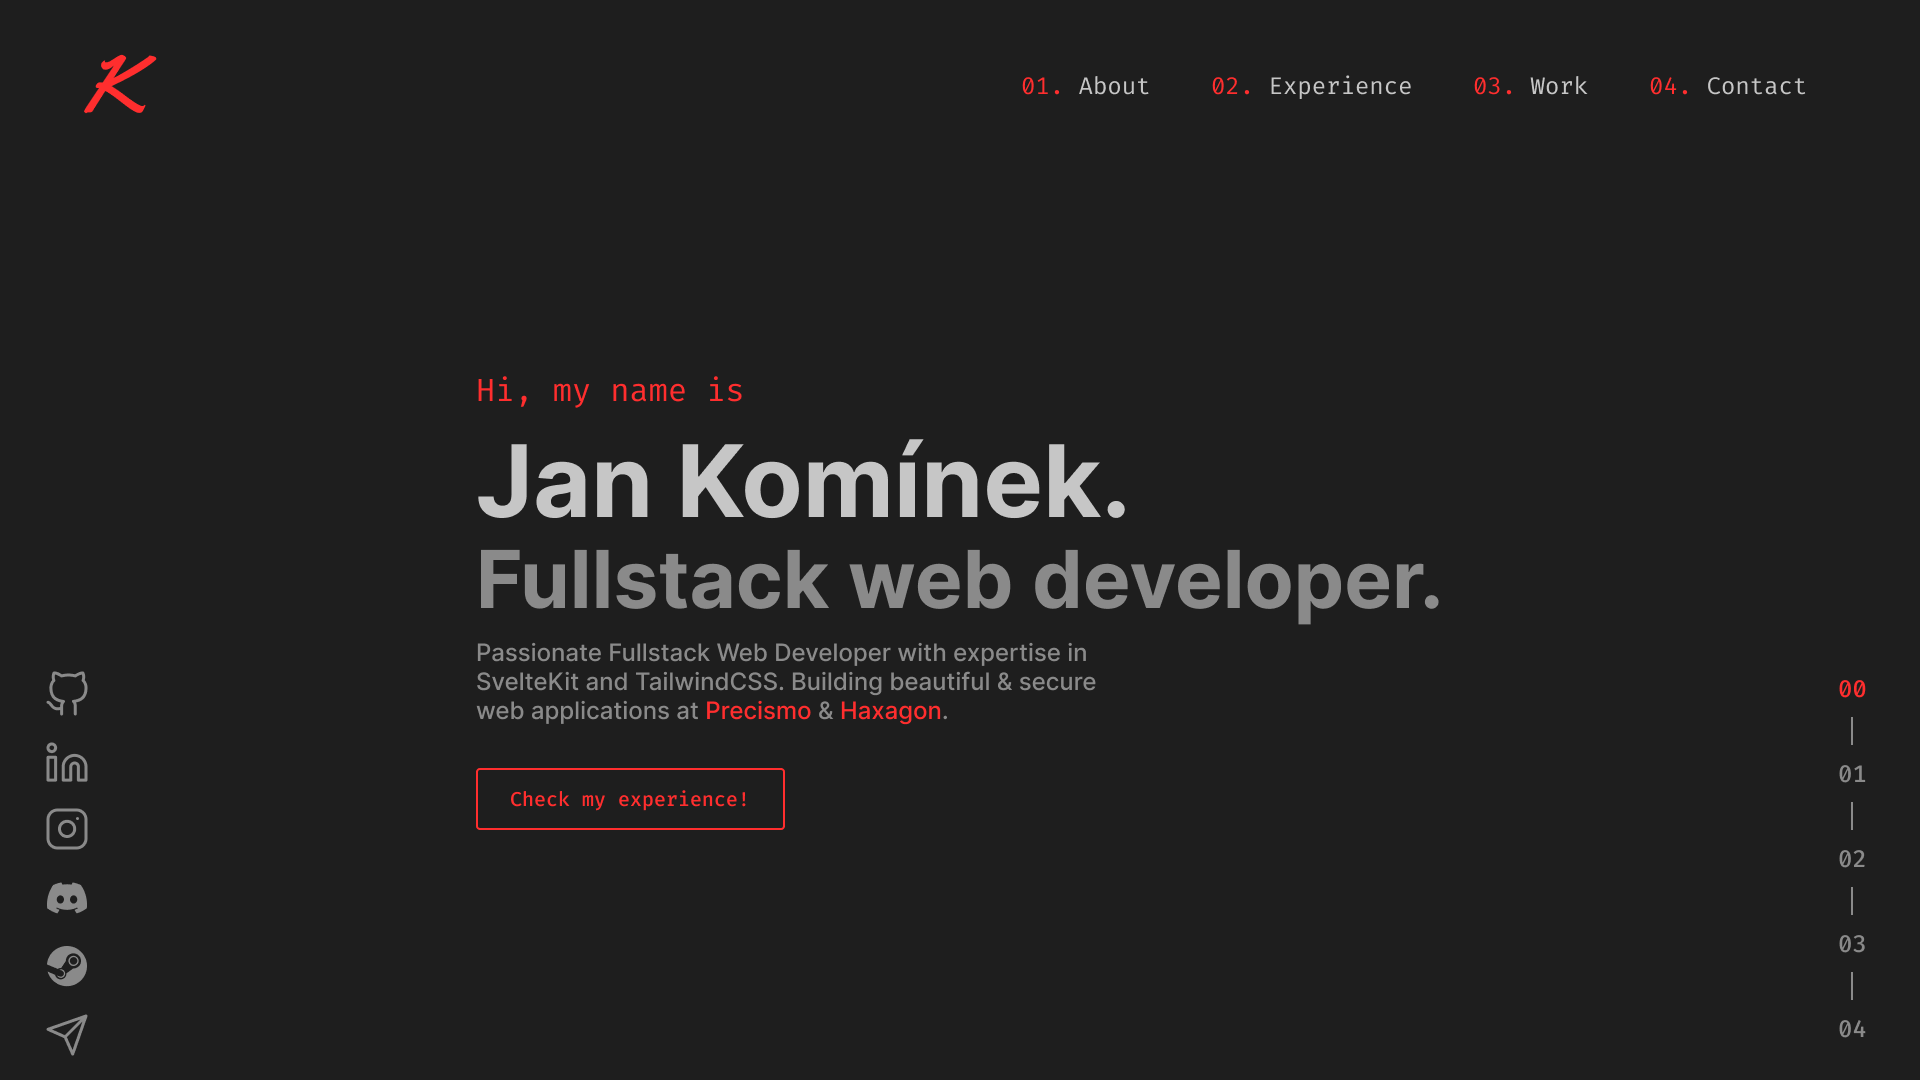 K
01. About 02. Experience 03. Work 04. Contact
Hi, my name is
Jan Komínek.
Fullstack web developer.
Passionate Fullstack Web Developer with expertise in
SvelteKit and TailwindCSS. Building beautiful & secure
web applications at Precismo & Haxagon.
Check my experience!
in
00
01
02
03
04